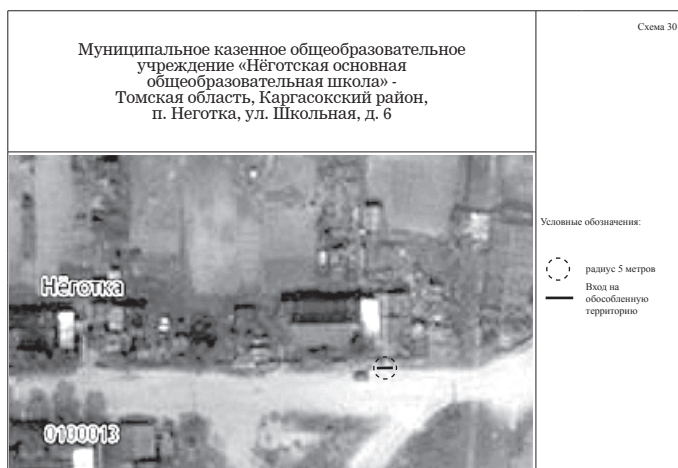 Схема 30
Муниципальное казенное общеобразовательное
учреждение «Нёготская основная
общеобразовательная школа» -
Томская область, Каргасокский район,
п. Неготка, ул. Школьная, д. 6
Условные обозначения:
радиус 5 метров
Вход на
обособленную
территорию
Нёготка
0100013